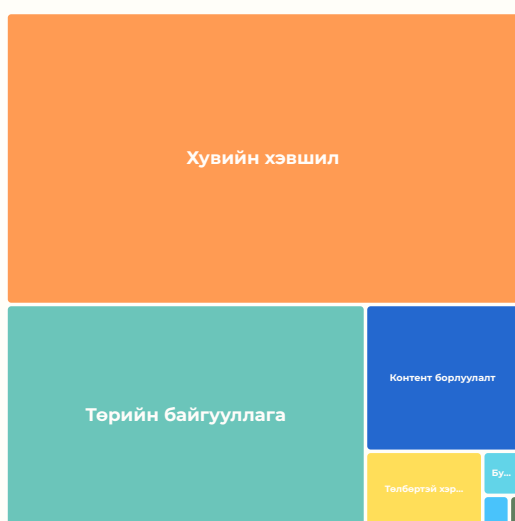 Хувийн хэвшил
Төрийн байгууллага
Контент борлуулалт
Төлбөртэй хэр...
Бу...